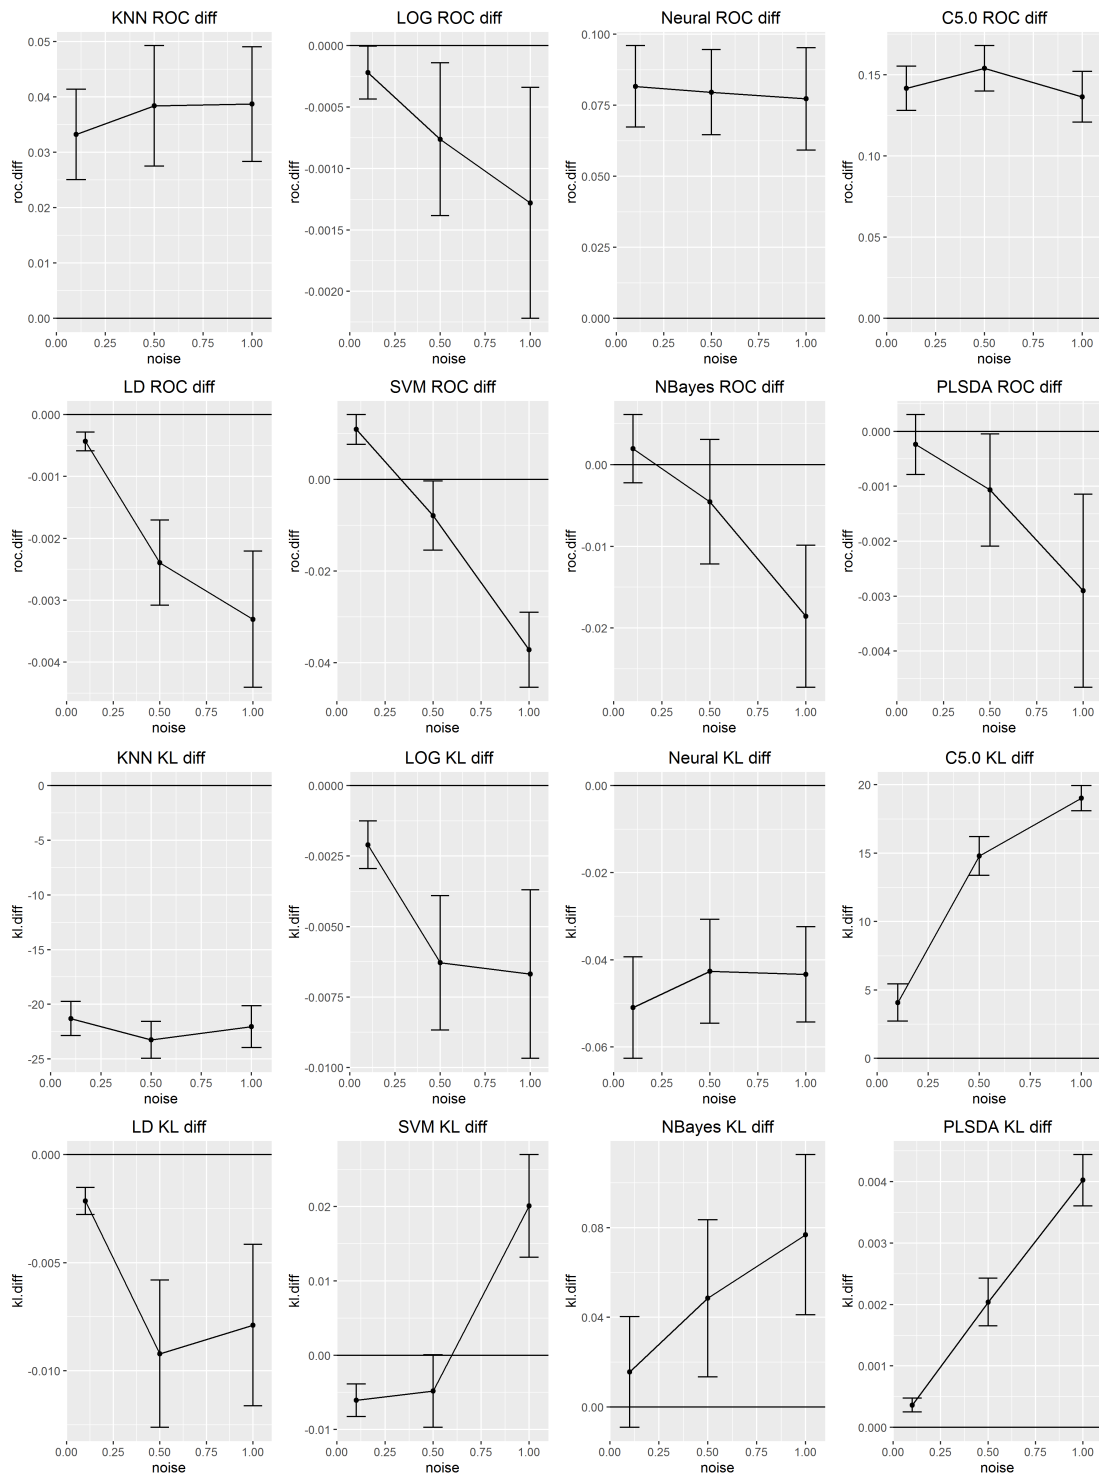 KNN ROC diff
roc.diff
0.05
0.04
0.03
0.02
0.01
0.00
0.00 0.25 0.50 0.75 1.00
noise
LOG ROC diff
roc.diff
0.0000
-0.0005
-0.0010
-0.0015
-0.0020
0.00 0.25 0.50 0.75 1.00
noise
Neural ROC diff
roc.diff
0.100
0.075
0.050
0.025
0.000
0.00 0.25 0.50 0.75 1.00
noise
C5.0 ROC diff
roc.diff
0.15
0.10
0.05
0.00
0.00 0.25 0.50 0.75 1.00
noise
LD ROC diff
roc.diff
0.000
-0.001
-0.002
-0.003
-0.004
0.00 0.25 0.50 0.75 1.00
noise
SVM ROC diff
roc.diff
0.00
-0.02
-0.04
0.00 0.25 0.50 0.75 1.00
noise
NBayes ROC diff
roc.diff
0.00
-0.01
-0.02
0.00 0.25 0.50 0.75 1.00
noise
PLSDA ROC diff
roc.diff
0.000
-0.001
-0.002
-0.003
-0.004
0.00 0.25 0.50 0.75 1.00
noise
KNN KL diff
kl.diff
0
-5
-10
-15
-20
-25
0.00 0.25 0.50 0.75 1.00
noise
LOG KL diff
kl.diff
0.0000
-0.0025
-0.0050
-0.0075
-0.0100
0.00 0.25 0.50 0.75 1.00
noise
Neural KL diff
kl.diff
0.00
-0.02
-0.04
-0.06
0.00 0.25 0.50 0.75 1.00
noise
C5.0 KL diff
kl.diff
20
15
10
5
0
0.00 0.25 0.50 0.75 1.00
noise
LD KL diff
kl.diff
0.000
-0.005
-0.010
0.00 0.25 0.50 0.75 1.00
noise
SVM KL diff
kl.diff
0.02
0.01
0.00
-0.01
0.00 0.25 0.50 0.75 1.00
noise
NBayes KL diff
kl.diff
0.08
0.04
0.00
0.00 0.25 0.50 0.75 1.00
noise
PLSDA KL diff
kl.diff
0.004
0.003
0.002
0.001
0.000
0.00 0.25 0.50 0.75 1.00
noise